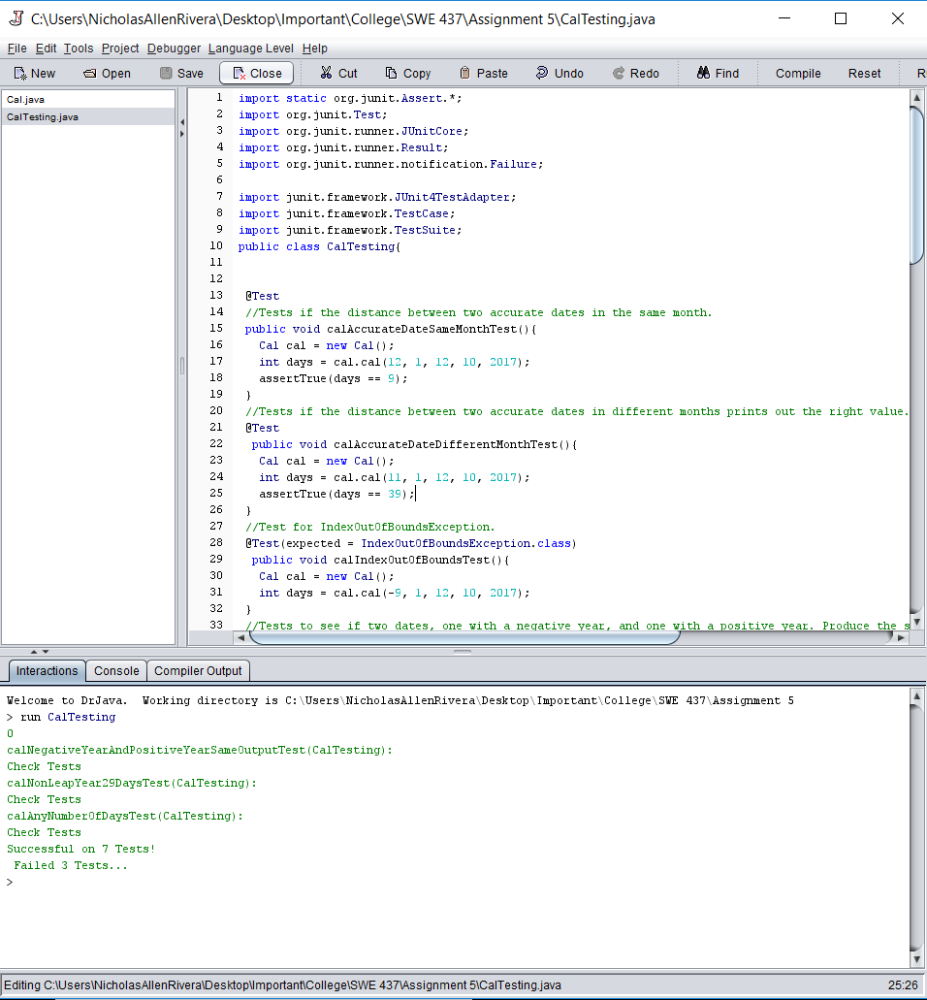 C:\Users\NicholasAllenRivera\Desktop\Important\College\SWE 437\Assignment 5\CalTesting.java
File Edit Tools Project Debugger Language Level Help
New Open Save Close Cut Copy Paste Undo Redo Find Compile Reset R
Cal.java
CalTesting.java
1 import static org.junit.Assert.*;
2 import org.junit.Test;
3 import org.junit.runner.JUnitCore;
4 import org.junit.runner.Result;
5 import org.junit.runner.notification.Failure;
6
7 import junit.framework.JUnit4TestAdapter;
8 import junit.framework.TestCase;
9 import junit.framework.TestSuite;
10 public class CalTesting{
11
12
13 @Test
14 //Tests if the distance between two accurate dates in the same month.
15 public void calAccurateDateSameMonthTest(){
16 Cal cal = new Cal();
17 int days = cal.cal(12, 1, 12, 10, 2017);
18 assertTrue(days == 9);
19 }
20 //Tests if the distance between two accurate dates in different months prints out the right value.
21 @Test
22 public void calAccurateDateDifferentMonthTest(){
23 Cal cal = new Cal();
24 int days = cal.cal(11, 1, 12, 10, 2017);
25 assertTrue(days == 39);
26 }
27 //Test for IndexOutOfBoundsException.
28 @Test(expected = IndexOutOfBoundsException.class)
29 public void calIndexOutOfBoundsTest(){
30 Cal cal = new Cal();
31 int days = cal.cal(-9, 1, 12, 10, 2017);
32 }
33 //Tests to see if two dates, one with a negative year, and one with a positive year. Produce the s
Interactions Console Compiler Output
Welcome to DrJava. Working directory is C:\Users\NicholasAllenRivera\Desktop\Important\College\SWE 437\Assignment 5
> run CalTesting
0
calNegativeYearAndPositiveYearSameOutputTest(CalTesting):
Check Tests
calNonLeapYear29DaysTest(CalTesting):
Check Tests
calAnyNumberOfDaysTest(CalTesting):
Check Tests
Successful on 7 Tests!
Failed 3 Tests...
>
Editing C:\Users\NicholasAllenRivera\Desktop\Important\College\SWE 437\Assignment 5\CalTesting.java 25:26